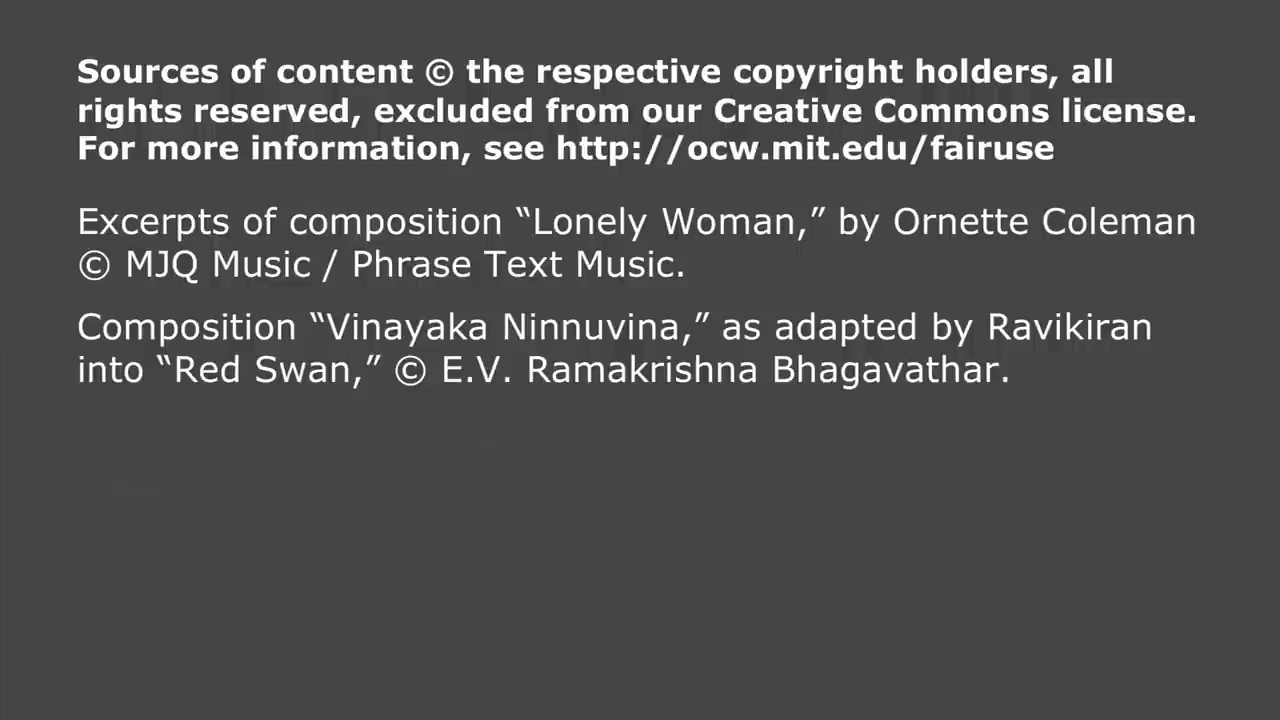 Sources of content © the respective copyright holders, all
rights reserved, excluded from our Creative Commons license.
For more information, see http://ocw.mit.edu/fairuse
Excerpts of composition “Lonely Woman,” by Ornette Coleman
© MJQ Music / Phrase Text Music.
Composition “Vinayaka Ninnuvina,” as adapted by Ravikiran
into “Red Swan,” © E.V. Ramakrishna Bhagavathar.